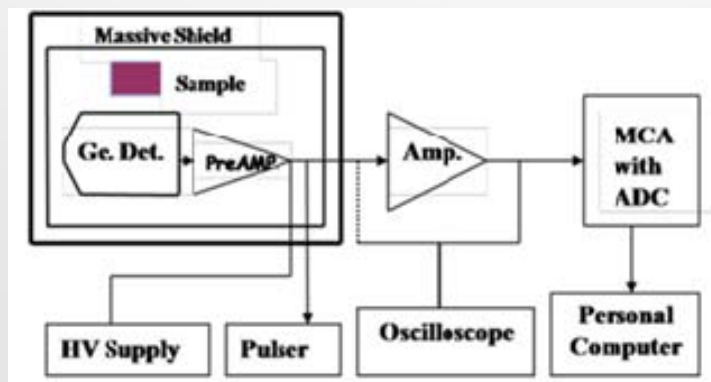 Massive Shield
Sample
Ge. Det.
PreAMP.
Amp.
MCA
with
ADC
HV Supply
Pulser
Oscilloscope
Personal
Computer